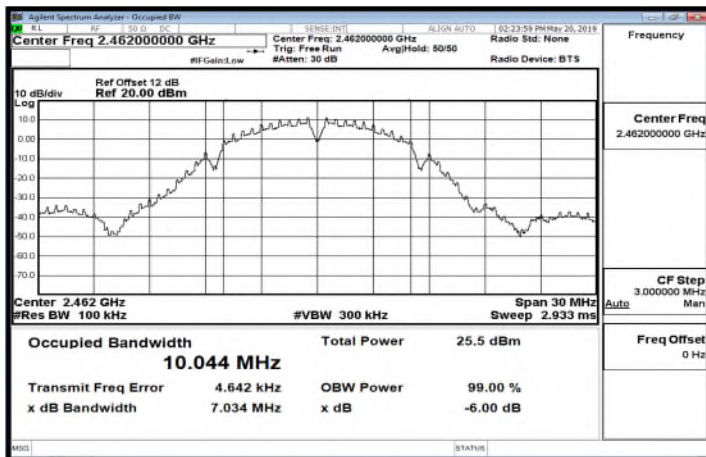 Agilent Spectrum Analyzer - Occupied BW
RL RF 50 Ω DC SENSE:INT ALIGN AUTO 02:23:59 PM May 20, 2019
Center Freq 2.462000000 GHz
Center Freq: 2.462000000 GHz
Radio Std: None
Trig: Free Run Avg|Hold: 50/50
#IFGain:Low
#Atten: 30 dB
Radio Device: BTS
Frequency
Ref Offset 12 dB
10 dB/div Ref 20.00 dBm
Log
10.0
0.00
-10.0
-20.0
-30.0
-40.0
-50.0
-60.0
-70.0
Center Freq
2.462000000 GHz
Center 2.462 GHz
Span 30 MHz
#Res BW 100 kHz
#VBW 300 kHz
Sweep 2.933 ms
CF Step
3.000000 MHz
Auto Man
Freq Offset
0 Hz
Occupied Bandwidth
10.044 MHz
Total Power 25.5 dBm
Transmit Freq Error 4.642 kHz
OBW Power 99.00 %
x dB Bandwidth 7.034 MHz
x dB -6.00 dB
MSG
STATUS